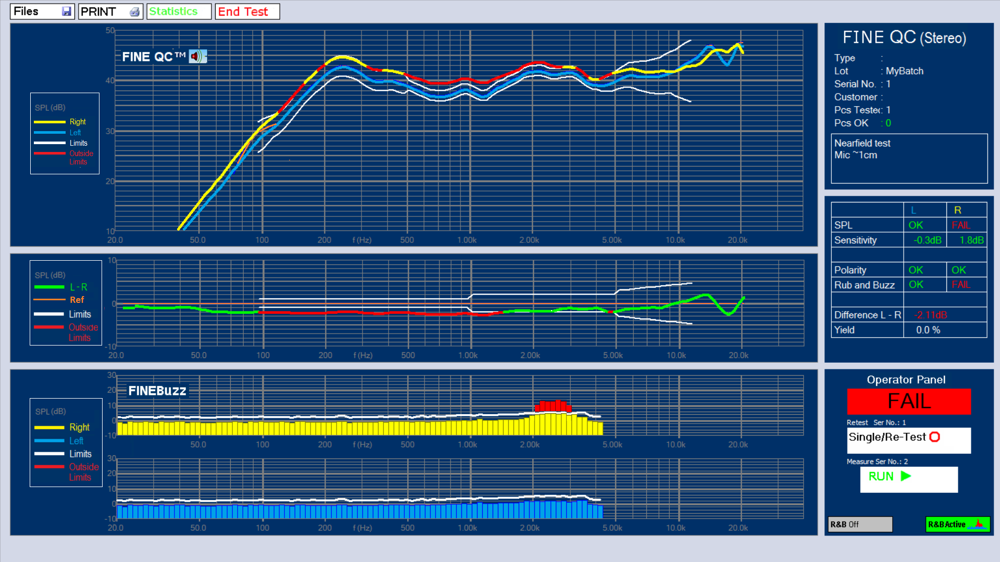 Files
PRINT
Statistics
End Test
50
FINE QC™
40
30
20
10
SPL (dB)
Right
Left
Limits
Outside
Limits
20.0 50.0 100 200 f (Hz) 500 1.00k 2.00k 5.00k 10.0k 20.0k
10
0
-10
SPL (dB)
L - R
Ref
Limits
Outside
Limits
20.0 50.0 100 200 f (Hz) 500 1.00k 2.00k 5.00k 10.0k 20.0k
30
20
10
0
-10
FINEBuzz
SPL (dB)
Right
Left
Limits
Outside
Limits
50.0 100 200 f (Hz) 500 1.00k 2.00k 5.00k 10.0k 20.0k
30
20
10
0
-10
20.0 50.0 100 200 f (Hz) 500 1.00k 2.00k 5.00k 10.0k 20.0k
FINE QC (Stereo)
Type :
Lot : MyBatch
Serial No. : 1
Customer :
Pcs Tested: 1
Pcs OK : 0
Nearfield test
Mic ~1cm
L R
SPL OK FAIL
Sensitivity -0.3dB 1.8dB
Polarity OK OK
Rub and Buzz OK FAIL
Difference L - R -2.11dB
Yield 0.0 %
Operator Panel
FAIL
Retest Ser No.: 1
Single/Re-Test
Measure Ser No.: 2
RUN
R&B Off
R&B Active